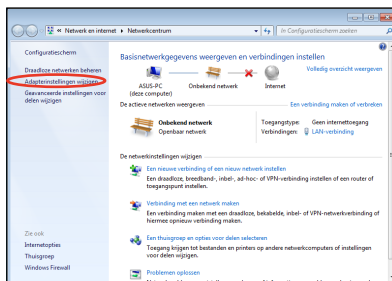 « Netwerk en internet ▸ Netwerkcentrum
In Configuratiescherm zoeken
Configuratiescherm
Draadloze netwerken beheren
Adapterinstellingen wijzigen
Geavanceerde instellingen voor
delen wijzigen
Zie ook
Internetopties
Thuisgroep
Windows Firewall
Basisnetwerkgegevens weergeven en verbindingen instellen
Volledig overzicht weergeven
ASUS-PC
(deze computer)
Onbekend netwerk
Internet
De actieve netwerken weergeven
Een verbinding maken of verbreken
Onbekend netwerk
Openbaar netwerk
Toegangstype: Geen internettoegang
Verbindingen: LAN-verbinding
De netwerkinstellingen wijzigen
Een nieuwe verbinding of een nieuw netwerk instellen
Een draadloze, breedband-, inbel-, ad-hoc- of VPN-verbinding instellen of een router of
toegangspunt instellen.
Verbinding met een netwerk maken
Een verbinding maken met een draadloze, bekabelde, inbel- of VPN-netwerkverbinding of
hiermee opnieuw verbinding maken.
Een thuisgroep en opties voor delen selecteren
Toegang krijgen tot bestanden en printers op andere netwerkcomputers of instellingen
voor delen wijzigen.
Problemen oplossen